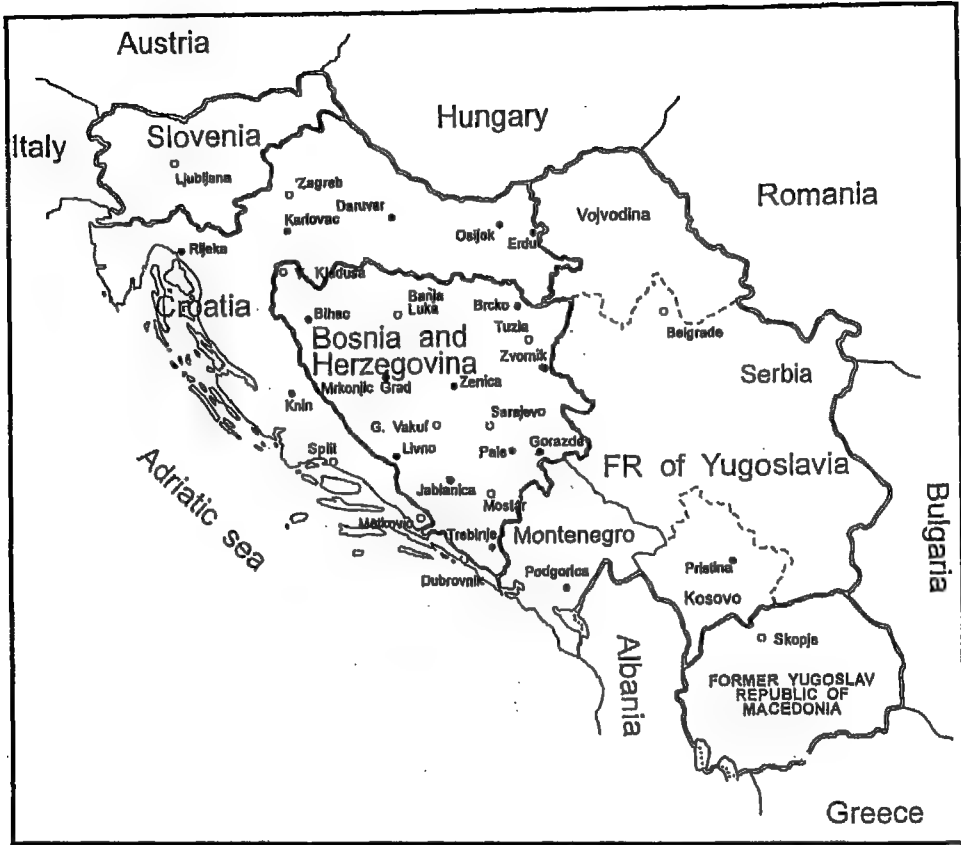 Austria
Hungary
Italy
Slovenia
Ljubljana
Romania
Zagreb
Daruvar
Karlovac
Vojvodina
Osijek
Erdu
Rijeka
V. Kladusa
Croatia
Banja
Luka
Brcko
Bihac
Belgrade
Tuzla
Bosnia and
Herzegovina
Zvornik
Serbia
Mrkonjic Grad
Zenica
Knin
G. Vakuf
Sarajevo
Split
Livno
Pale
Gorazde
FR of Yugoslavia
Adriatic sea
Jablanica
Mostar
Bulgaria
Metkovic
Trebinje
Montenegro
Dubrovnik
Podgorica
Pristina
Kosovo
Albania
Skopje
FORMER YUGOSLAV
REPUBLIC OF
MACEDONIA
Greece